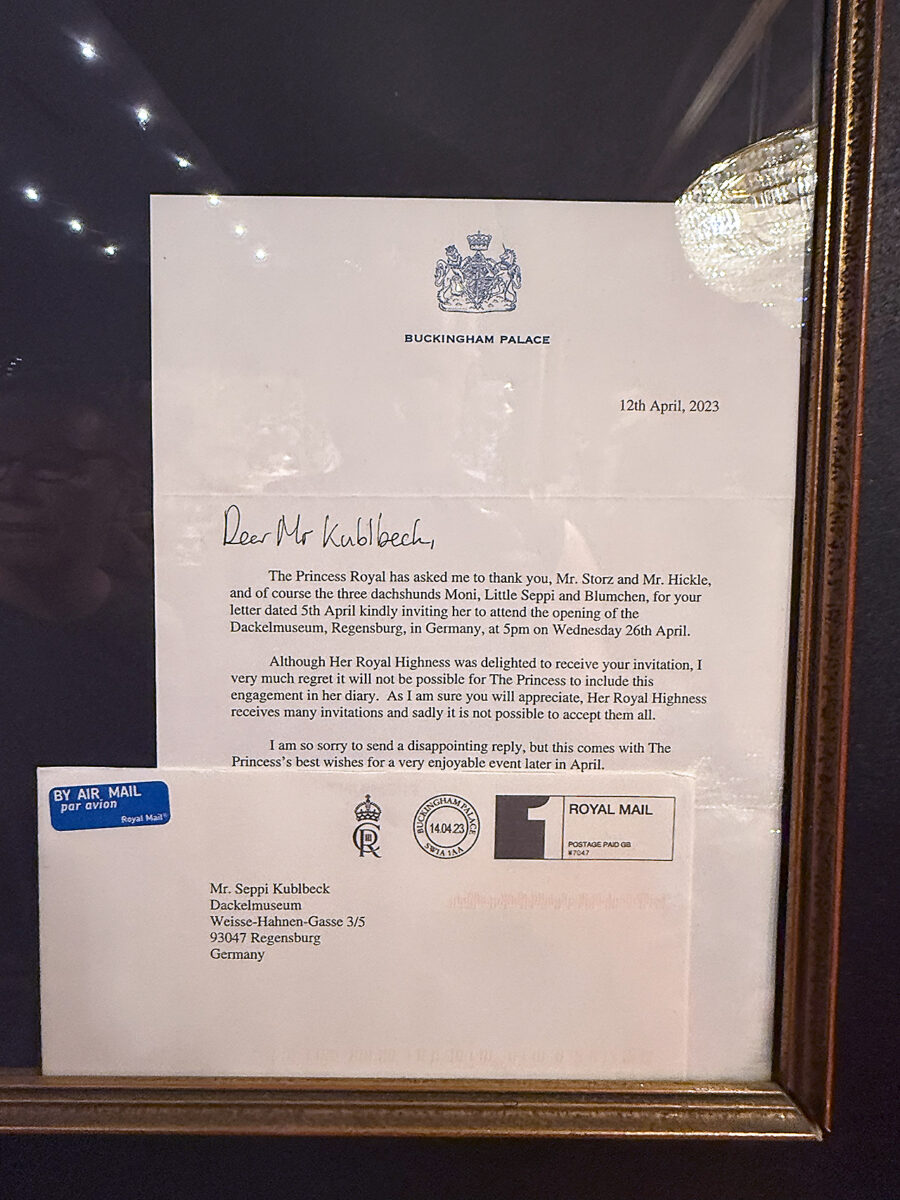 BUCKINGHAM PALACE
12th April, 2023
Dear Mr Kublbeck,
The Princess Royal has asked me to thank you, Mr. Storz and Mr. Hickle,
and of course the three dachshunds Moni, Little Seppi and Blumchen, for your
letter dated 5th April kindly inviting her to attend the opening of the
Dackelmuseum, Regensburg, in Germany, at 5pm on Wednesday 26th April.
Although Her Royal Highness was delighted to receive your invitation, I
very much regret it will not be possible for The Princess to include this
engagement in her diary. As I am sure you will appreciate, Her Royal Highness
receives many invitations and sadly it is not possible to accept them all.
I am so sorry to send a disappointing reply, but this comes with The
Princess's best wishes for a very enjoyable event later in April.
BY AIR MAIL
par avion
Royal Mail®
CR III
BUCKINGHAM PALACE
14.04.23
SW1A 1AA
1
ROYAL MAIL
POSTAGE PAID GB
Mr. Seppi Kublbeck
Dackelmuseum
Weisse-Hahnen-Gasse 3/5
93047 Regensburg
Germany